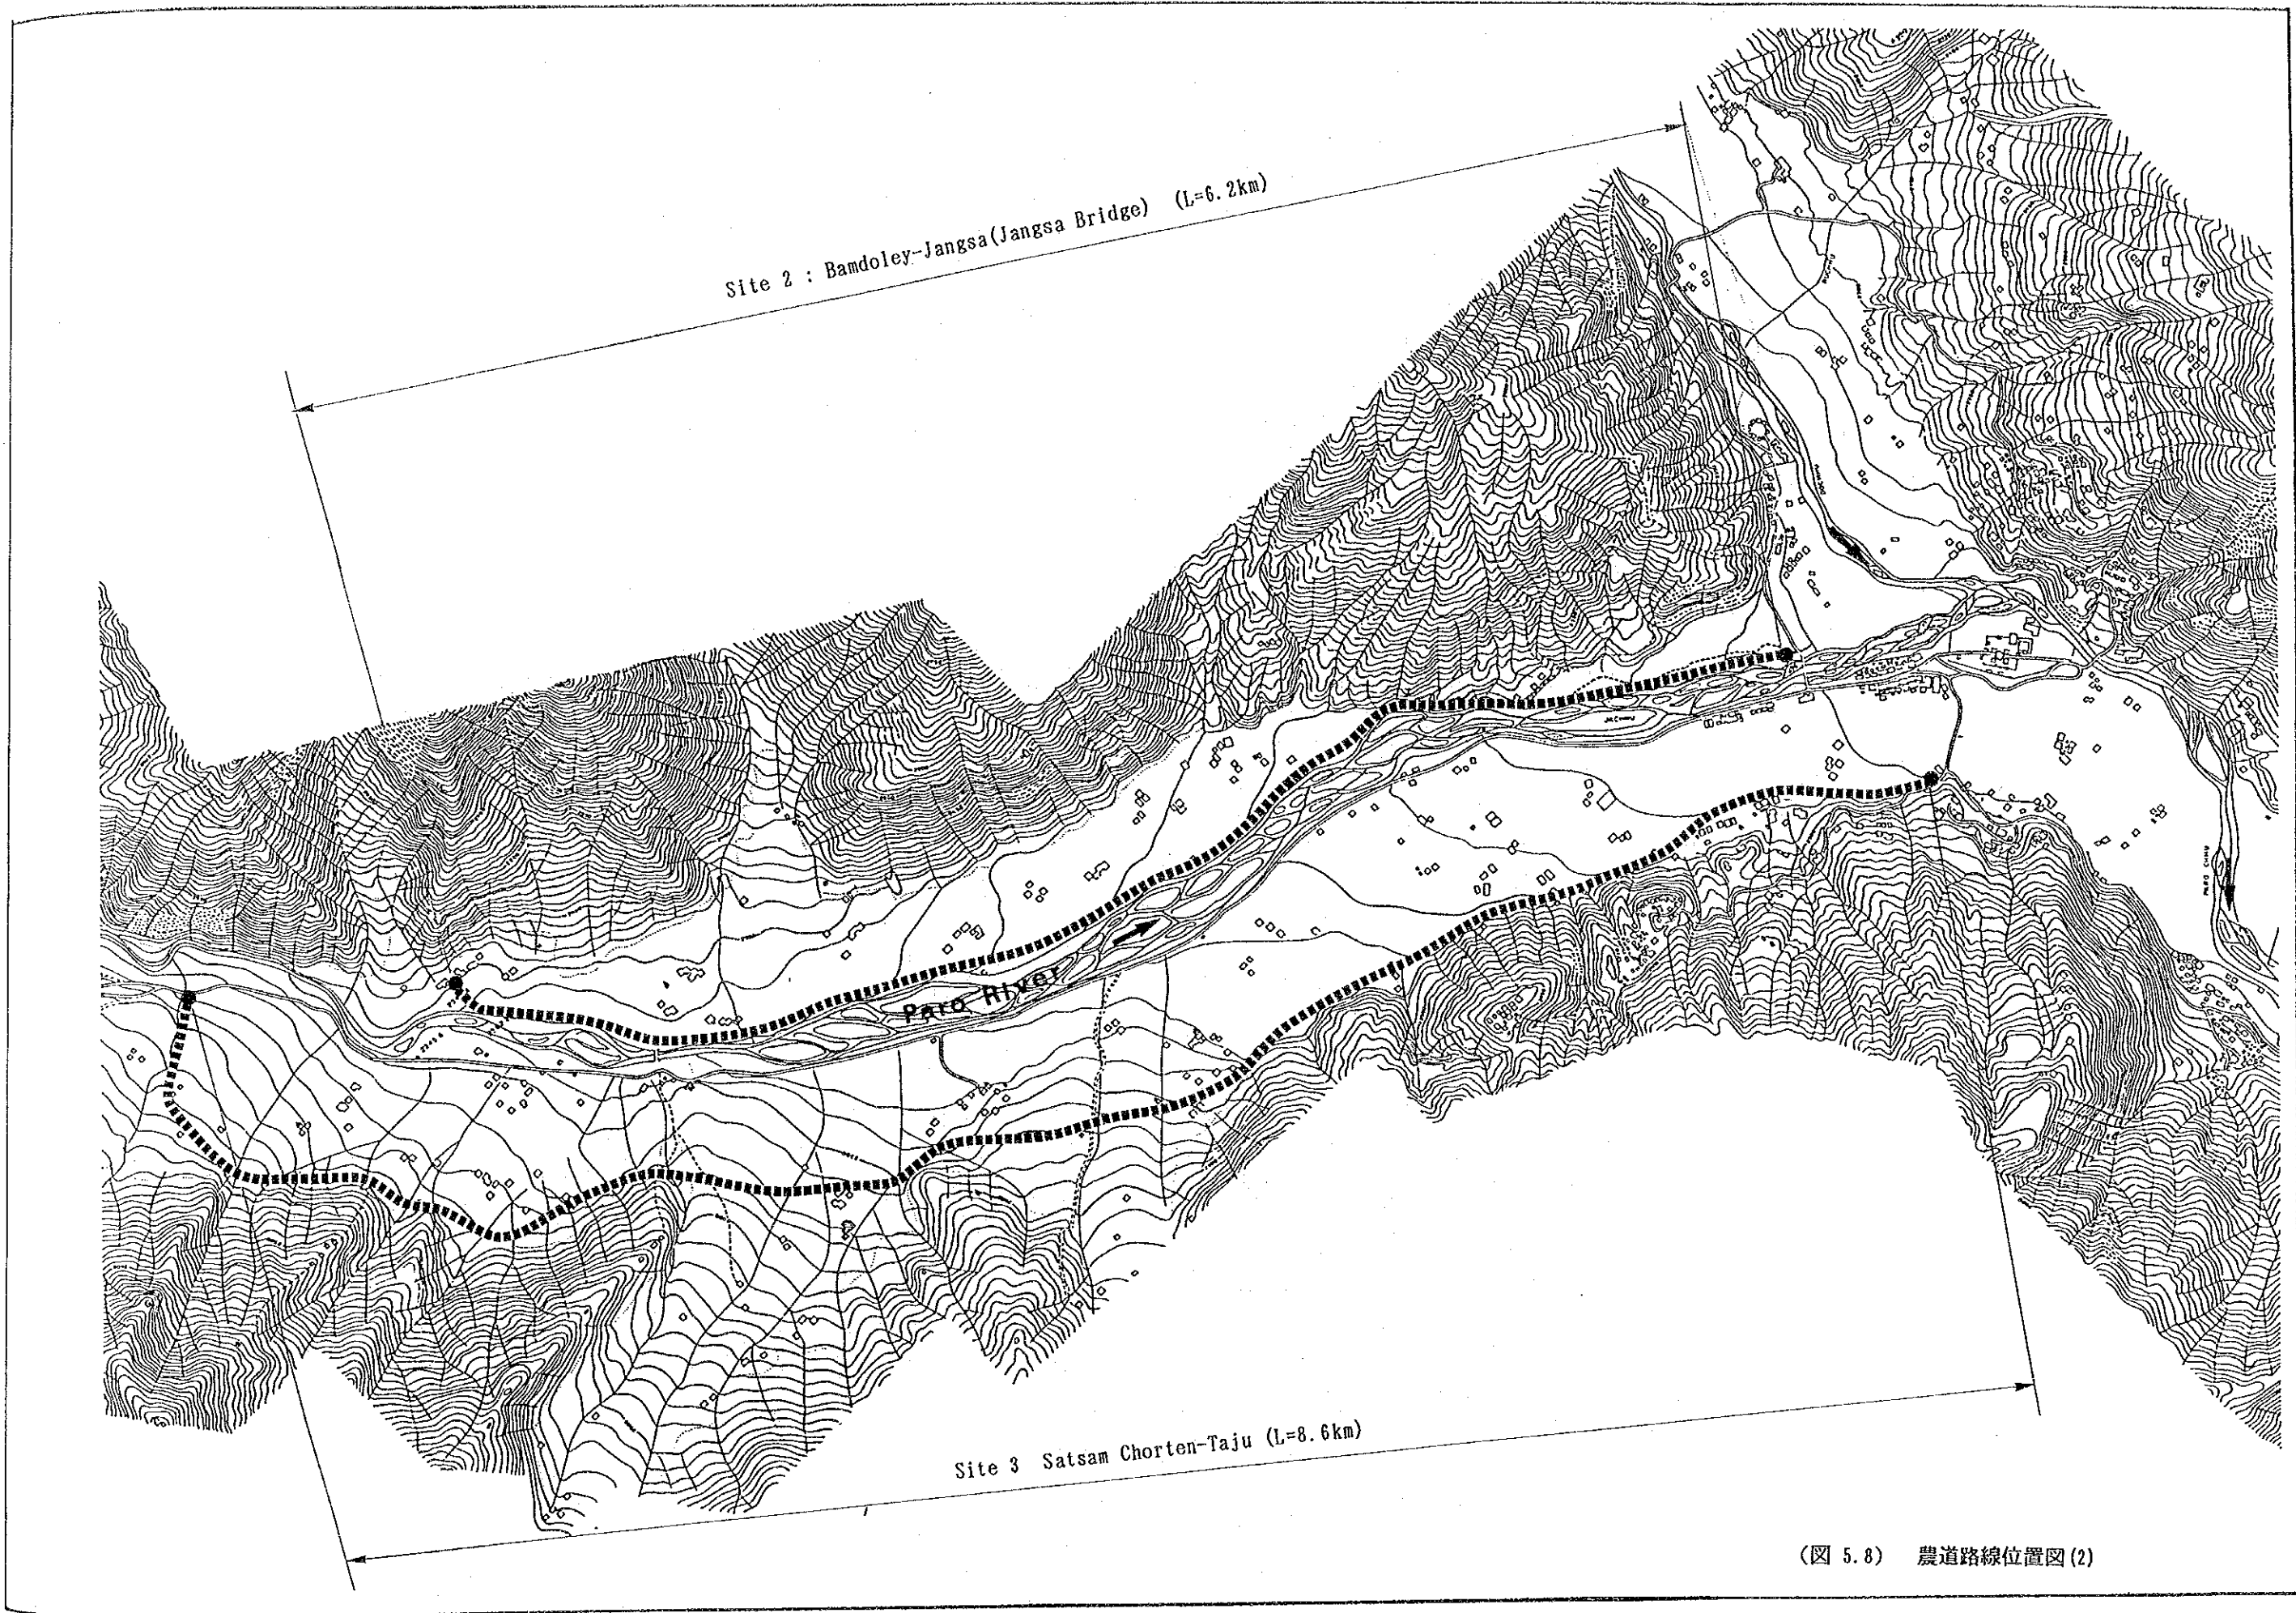 Site 2 : Bamdoley-Jangsa(Jangsa Bridge) (L=6.2km)
Paro River
Site 3 Satsam Chorten-Taju (L=8.6km)
(図 5.8) 農道路線位置図(2)